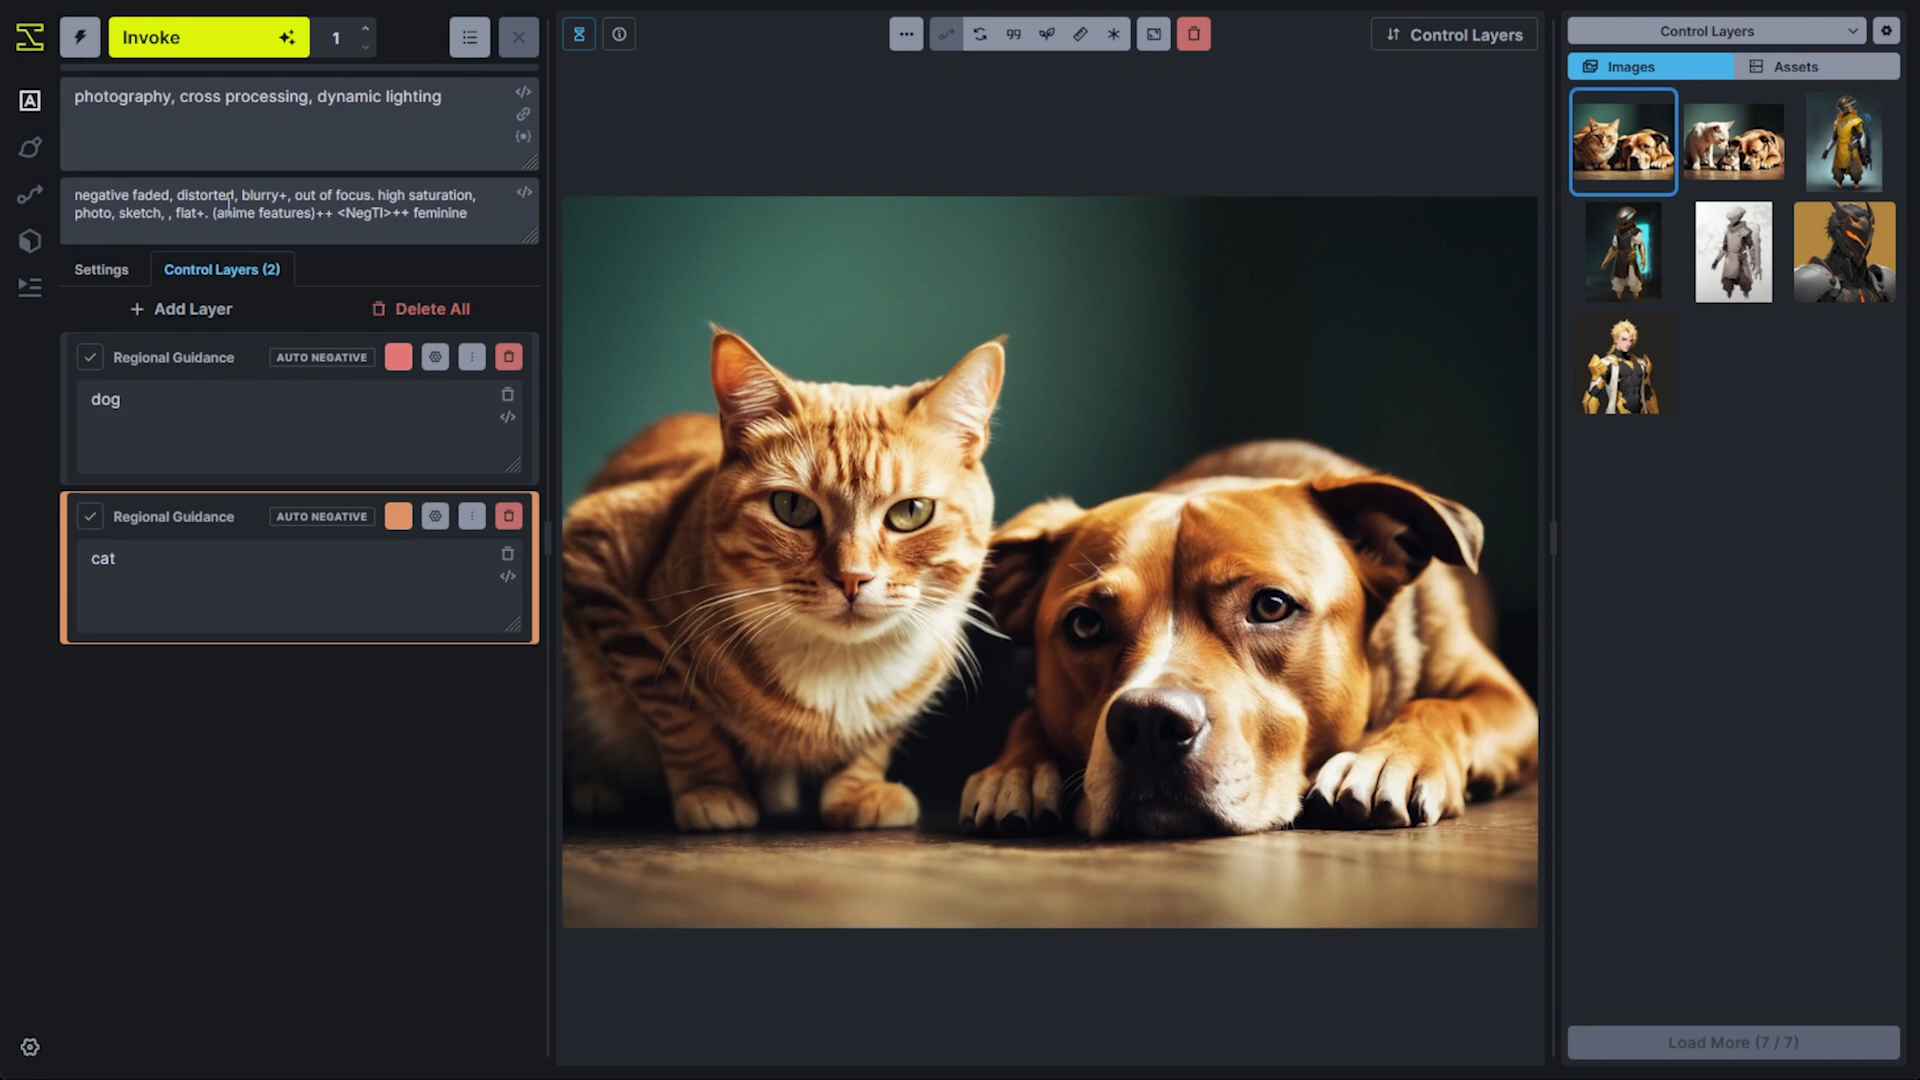 Invoke
1
Control Layers
Control Layers
Images
Assets
photography, cross processing, dynamic lighting
negative faded, distorted, blurry+, out of focus. high saturation,
photo, sketch, , flat+. (anime features)++ <NegTI>++ feminine
Settings
Control Layers (2)
+ Add Layer
Delete All
Regional Guidance
AUTO NEGATIVE
dog
Regional Guidance
AUTO NEGATIVE
cat
Load More (7 / 7)